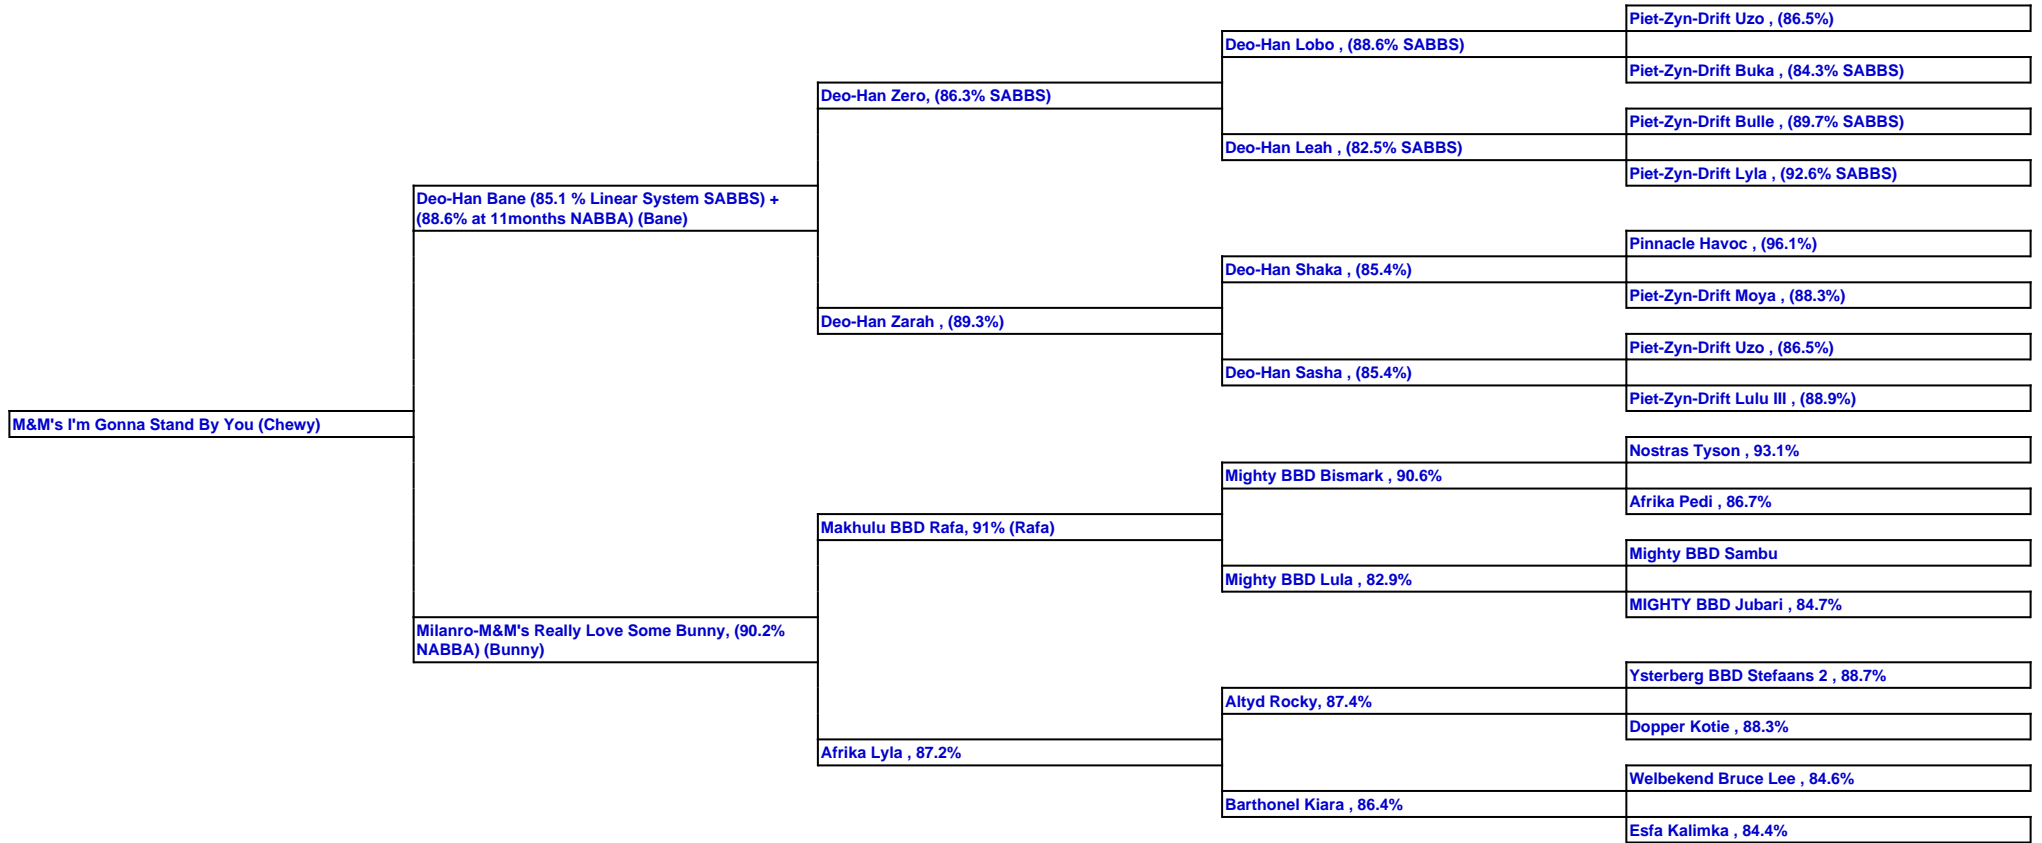 Piet-Zyn-Drift Uzo , (86.5%)
Deo-Han Lobo , (88.6% SABBS)
Piet-Zyn-Drift Buka , (84.3% SABBS)
Deo-Han Zero, (86.3% SABBS)
Piet-Zyn-Drift Bulle , (89.7% SABBS)
Deo-Han Leah , (82.5% SABBS)
Piet-Zyn-Drift Lyla , (92.6% SABBS)
Deo-Han Bane (85.1 % Linear System SABBS) +
(88.6% at 11months NABBA) (Bane)
Pinnacle Havoc , (96.1%)
Deo-Han Shaka , (85.4%)
Piet-Zyn-Drift Moya , (88.3%)
Deo-Han Zarah , (89.3%)
Piet-Zyn-Drift Uzo , (86.5%)
Deo-Han Sasha , (85.4%)
Piet-Zyn-Drift Lulu III , (88.9%)
M&M's I'm Gonna Stand By You (Chewy)
Nostras Tyson , 93.1%
Mighty BBD Bismark , 90.6%
Afrika Pedi , 86.7%
Makhulu BBD Rafa, 91% (Rafa)
Mighty BBD Sambu
Mighty BBD Lula , 82.9%
MIGHTY BBD Jubari , 84.7%
Milanro-M&M's Really Love Some Bunny, (90.2%
NABBA) (Bunny)
Ysterberg BBD Stefaans 2 , 88.7%
Altyd Rocky, 87.4%
Dopper Kotie , 88.3%
Afrika Lyla , 87.2%
Welbekend Bruce Lee , 84.6%
Barthonel Kiara , 86.4%
Esfa Kalimka , 84.4%